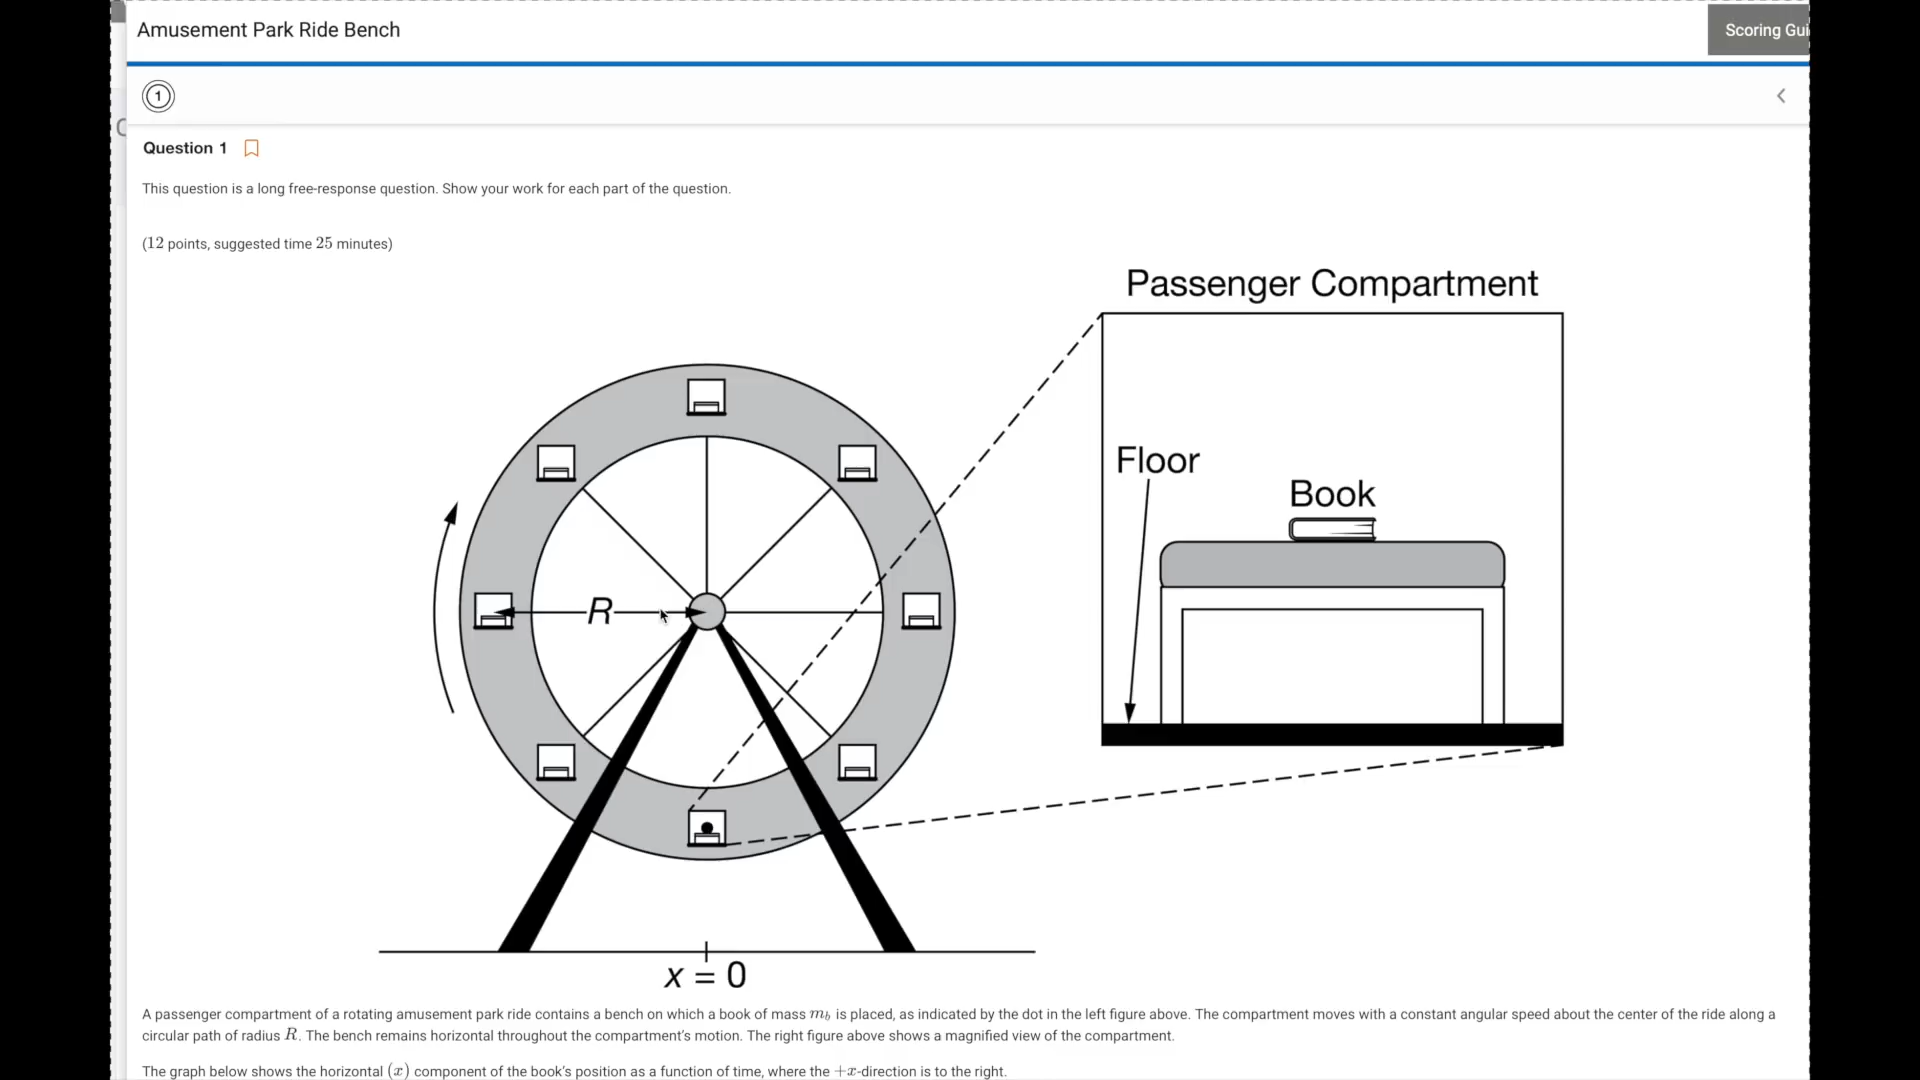 Amusement Park Ride Bench
Scoring Gui
1
Question 1
This question is a long free-response question. Show your work for each part of the question.
(12 points, suggested time 25 minutes)
Passenger Compartment
Floor
Book
R
x = 0
A passenger compartment of a rotating amusement park ride contains a bench on which a book of mass m_b is placed, as indicated by the dot in the left figure above. The compartment moves with a constant angular speed about the center of the ride along a
circular path of radius R. The bench remains horizontal throughout the compartment's motion. The right figure above shows a magnified view of the compartment.
The graph below shows the horizontal (x) component of the book's position as a function of time, where the +x-direction is to the right.